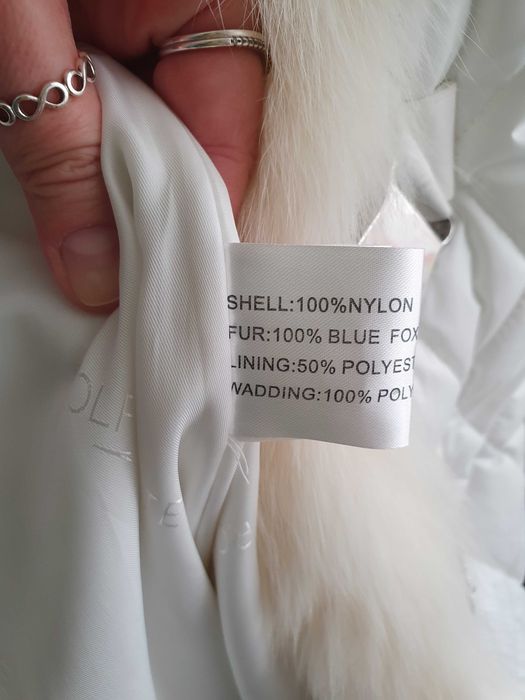 SHELL:100%NYLON
FUR:100% BLUE FOX
LINING:50% POLYEST
WADDING:100% POLY